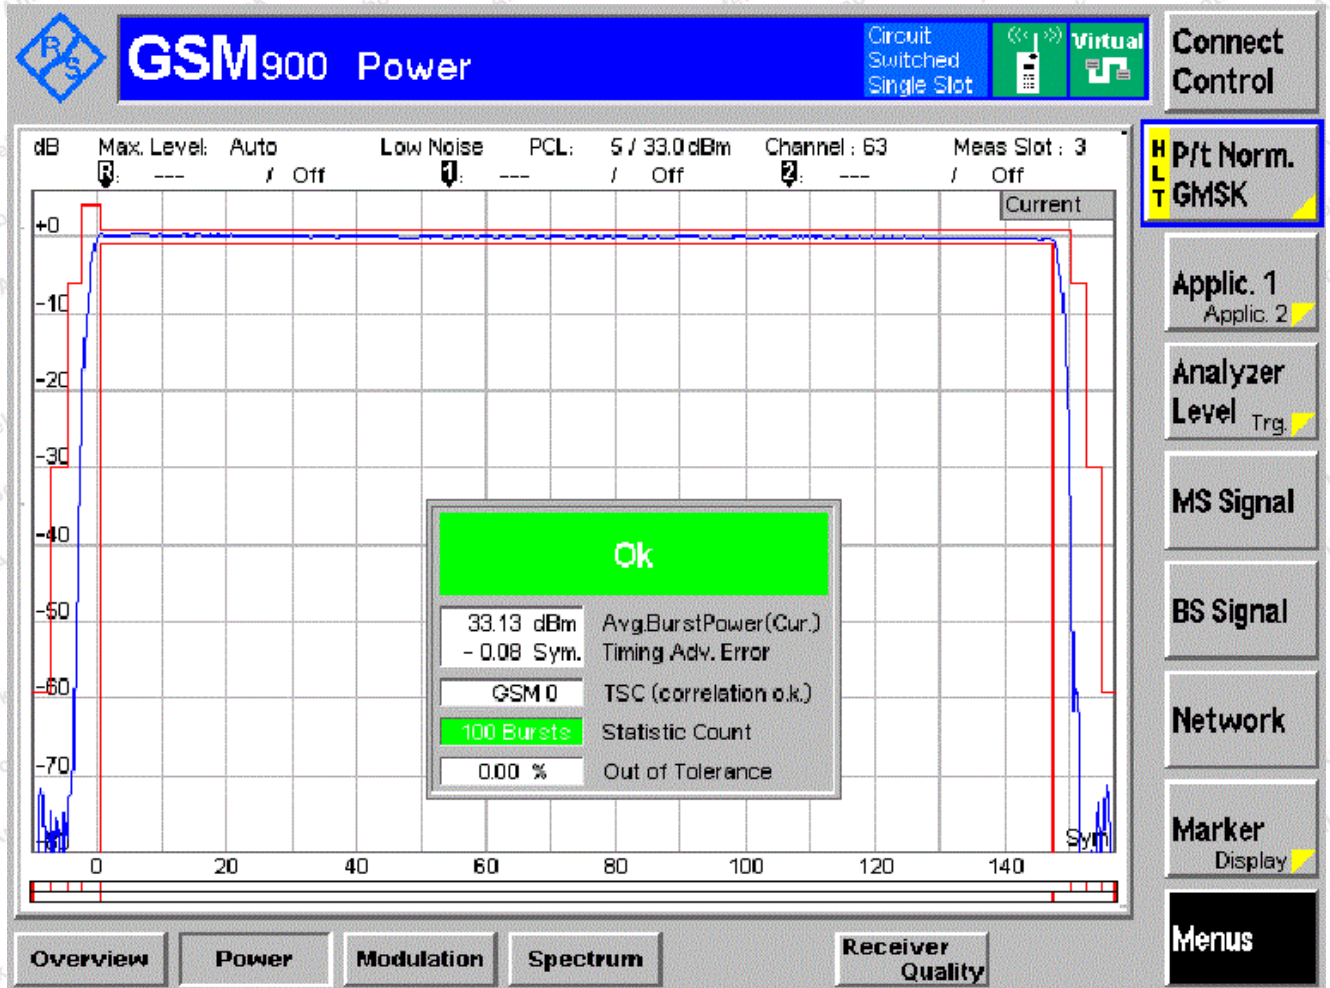 R S
GSM900 Power
Circuit
Switched
Single Slot
Virtual
Connect
Control
dB Max. Level: Auto Low Noise PCL: 5 / 33.0 dBm Channel : 63 Meas Slot : 3
R : --- / Off 1 : --- / Off 2 : --- / Off
Current
+0
-10
-20
-30
-40
-50
-60
-70
Ok
33.13 dBm Avg.BurstPower(Cur.)
- 0.08 Sym. Timing Adv. Error
GSM 0 TSC (correlation o.k.)
100 Bursts Statistic Count
0.00 % Out of Tolerance
Sym
0 20 40 60 80 100 120 140
H L T
P/t Norm.
GMSK
Applic. 1
Applic. 2
Analyzer
Level Trg.
MS Signal
BS Signal
Network
Marker
Display
Menus
Overview Power Modulation Spectrum Receiver Quality